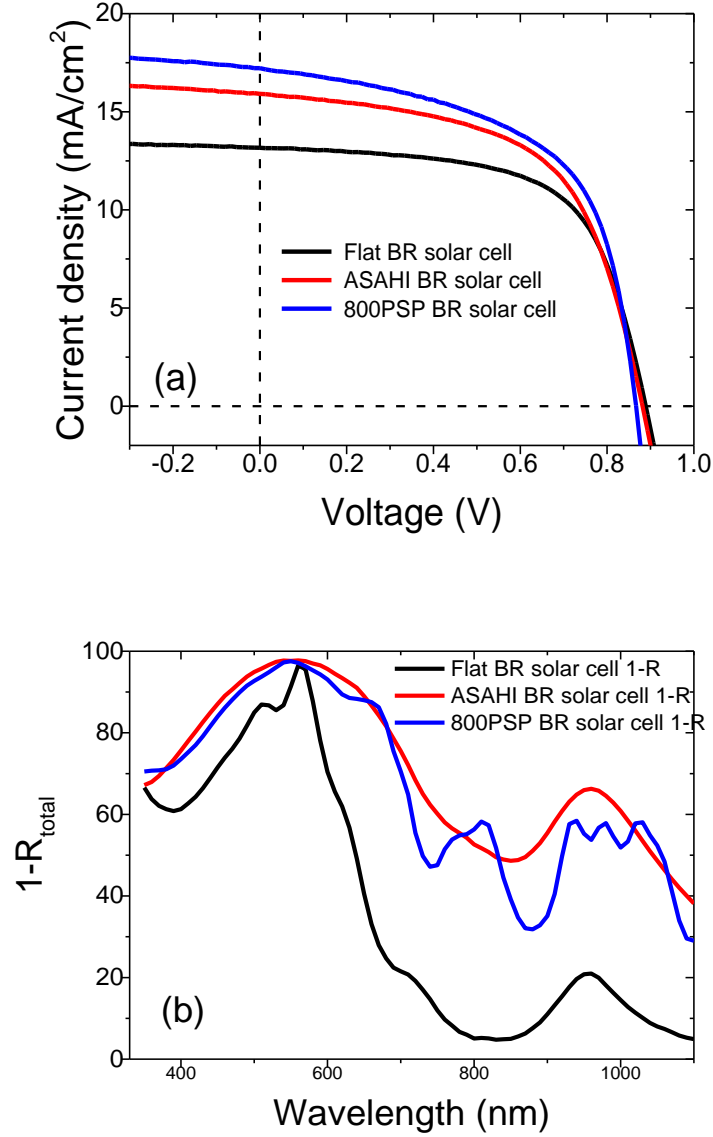 20
15
10
5
0
Current density (mA/cm²)
Flat BR solar cell
ASAHI BR solar cell
800PSP BR solar cell
(a)
-0.2 0.0 0.2 0.4 0.6 0.8 1.0
Voltage (V)
100
80
60
40
20
0
1-R_total
Flat BR solar cell 1-R
ASAHI BR solar cell 1-R
800PSP BR solar cell 1-R
(b)
400 600 800 1000
Wavelength (nm)